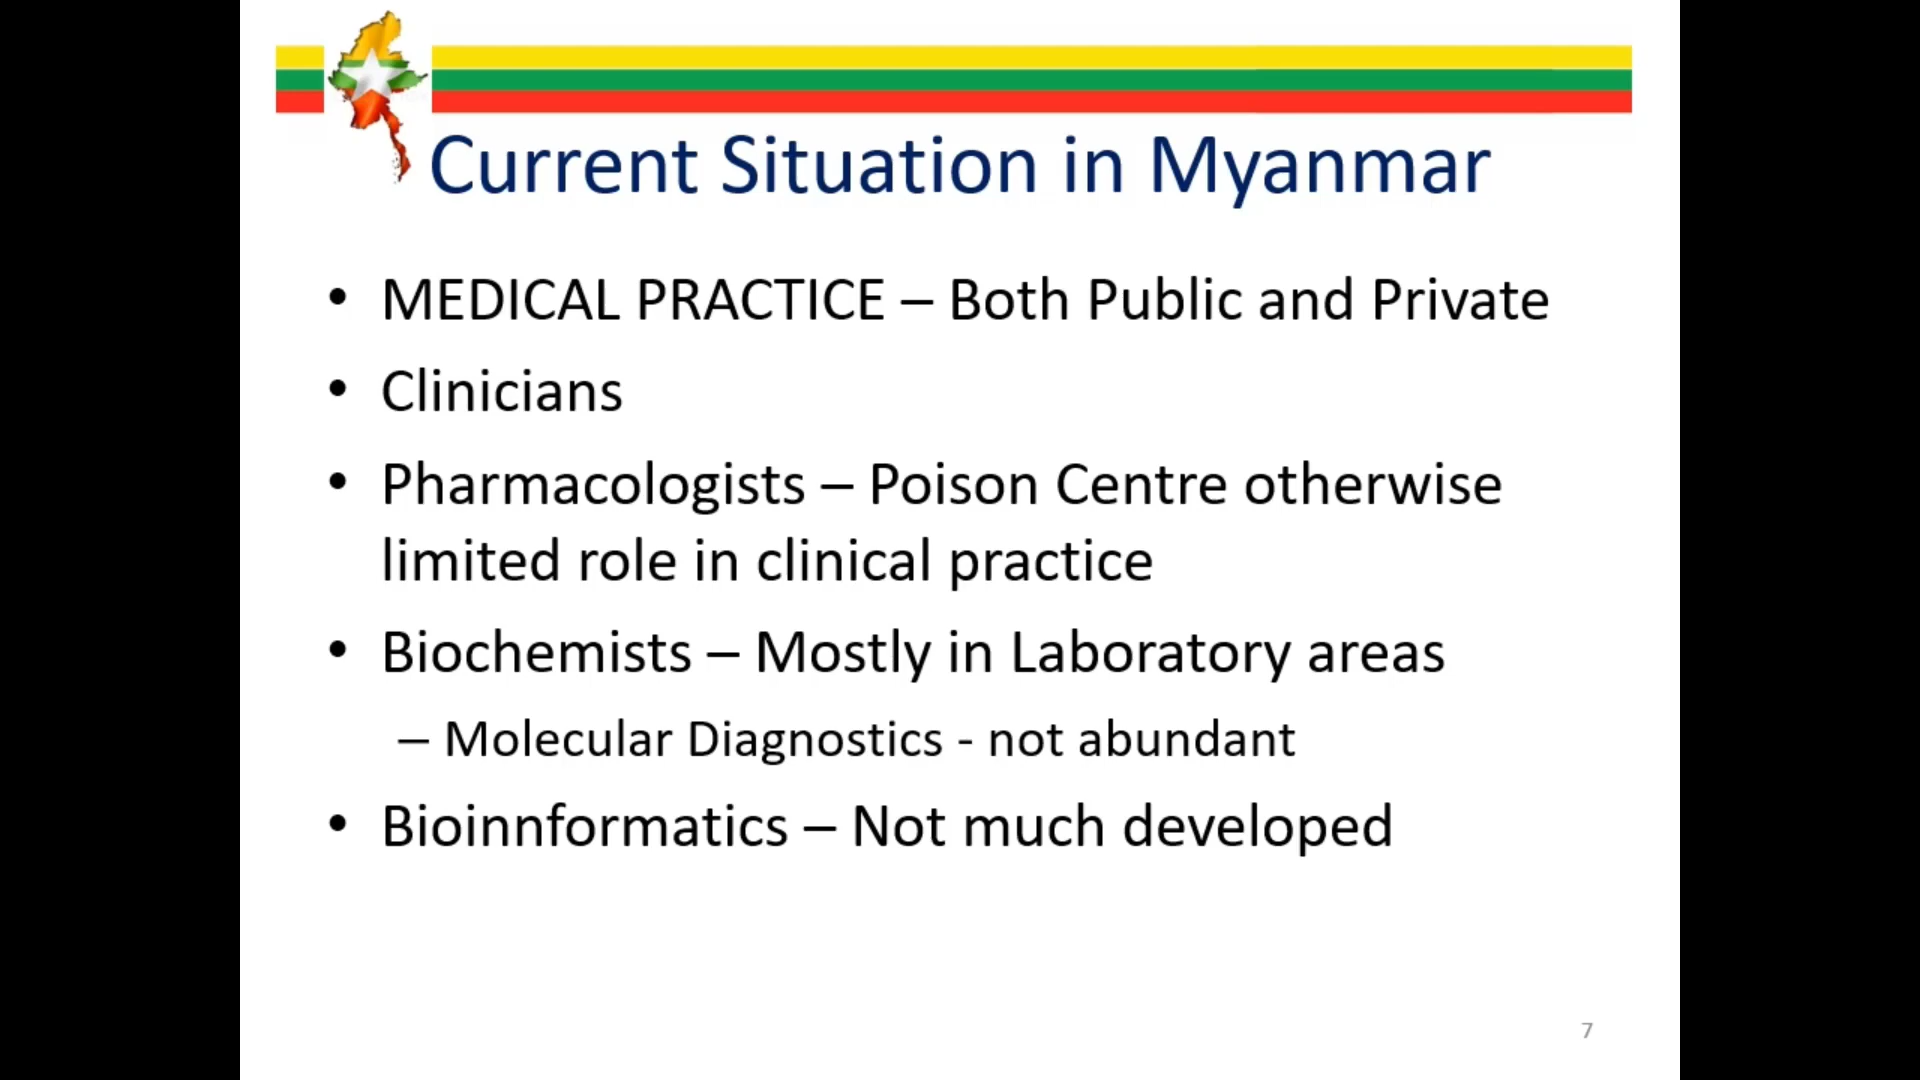 Current Situation in Myanmar
• MEDICAL PRACTICE – Both Public and Private
• Clinicians
• Pharmacologists – Poison Centre otherwise
limited role in clinical practice
• Biochemists – Mostly in Laboratory areas
– Molecular Diagnostics - not abundant
• Bioinnformatics – Not much developed
7